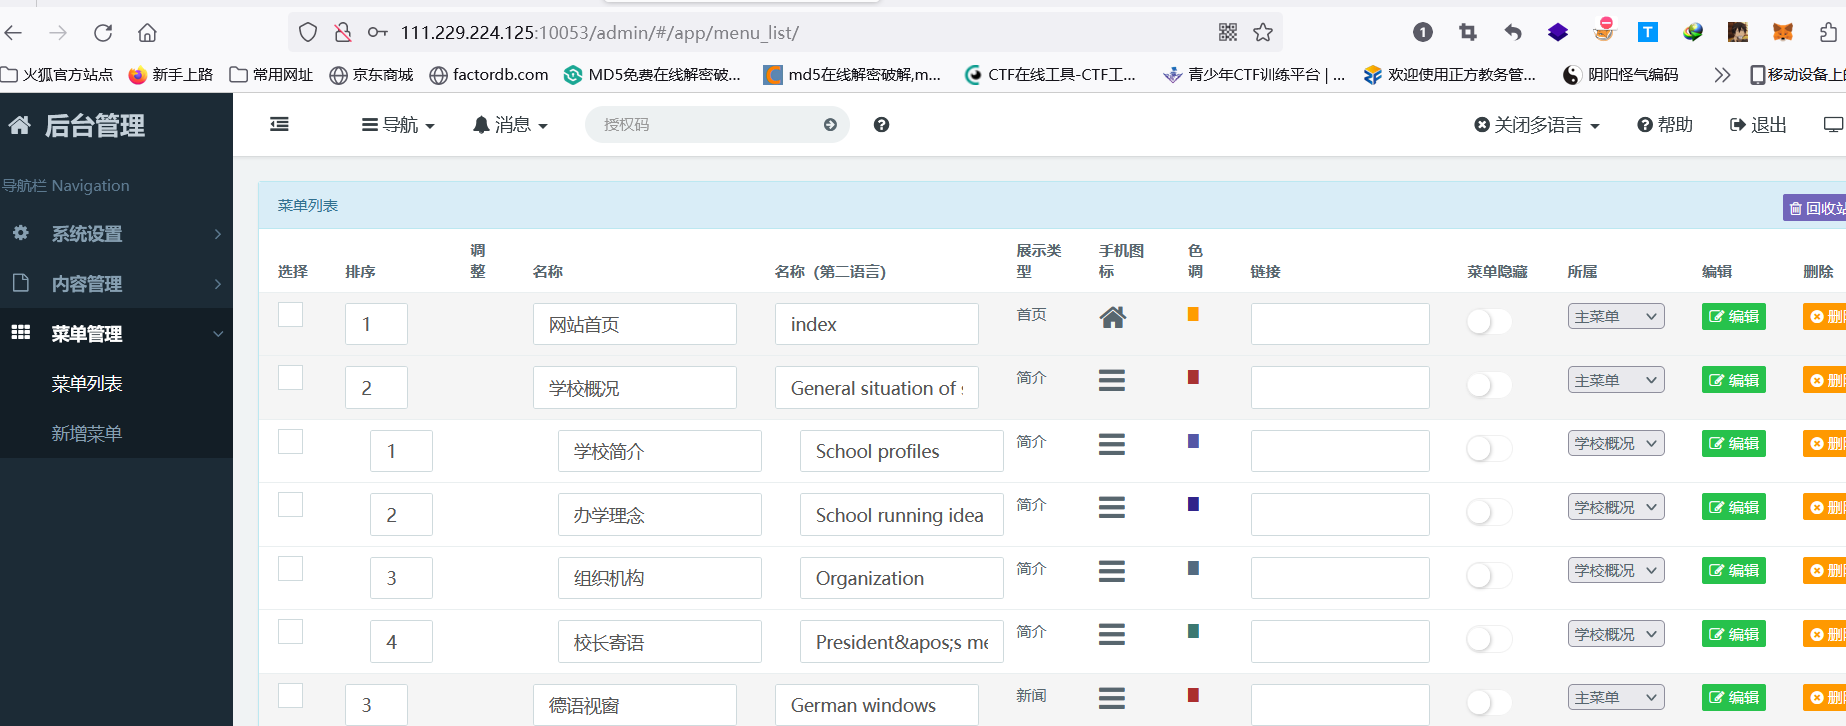 111.229.224.125:10053/admin/#/app/menu_list/
火狐官方站点 新手上路 常用网址 京东商城 factordb.com MD5免费在线解密破... md5在线解密破解,m... CTF在线工具-CTF工... 青少年CTF训练平台 | ... 欢迎使用正方教务管... 阴阳怪气编码 移动设备上的
后台管理 导航 消息 授权码 关闭多语言 帮助 退出
导航栏 Navigation
系统设置
内容管理
菜单管理
菜单列表
新增菜单
菜单列表 回收站
选择 排序 调整 名称 名称 (第二语言) 展示类型 手机图标 色调 链接 菜单隐藏 所属 编辑 删除
1 网站首页 index 首页 主菜单 编辑 删
2 学校概况 General situation of s 简介 主菜单 编辑 删
1 学校简介 School profiles 简介 学校概况 编辑 删
2 办学理念 School running idea 简介 学校概况 编辑 删
3 组织机构 Organization 简介 学校概况 编辑 删
4 校长寄语 President&apos;s me 简介 学校概况 编辑 删
3 德语视窗 German windows 新闻 主菜单 编辑 删